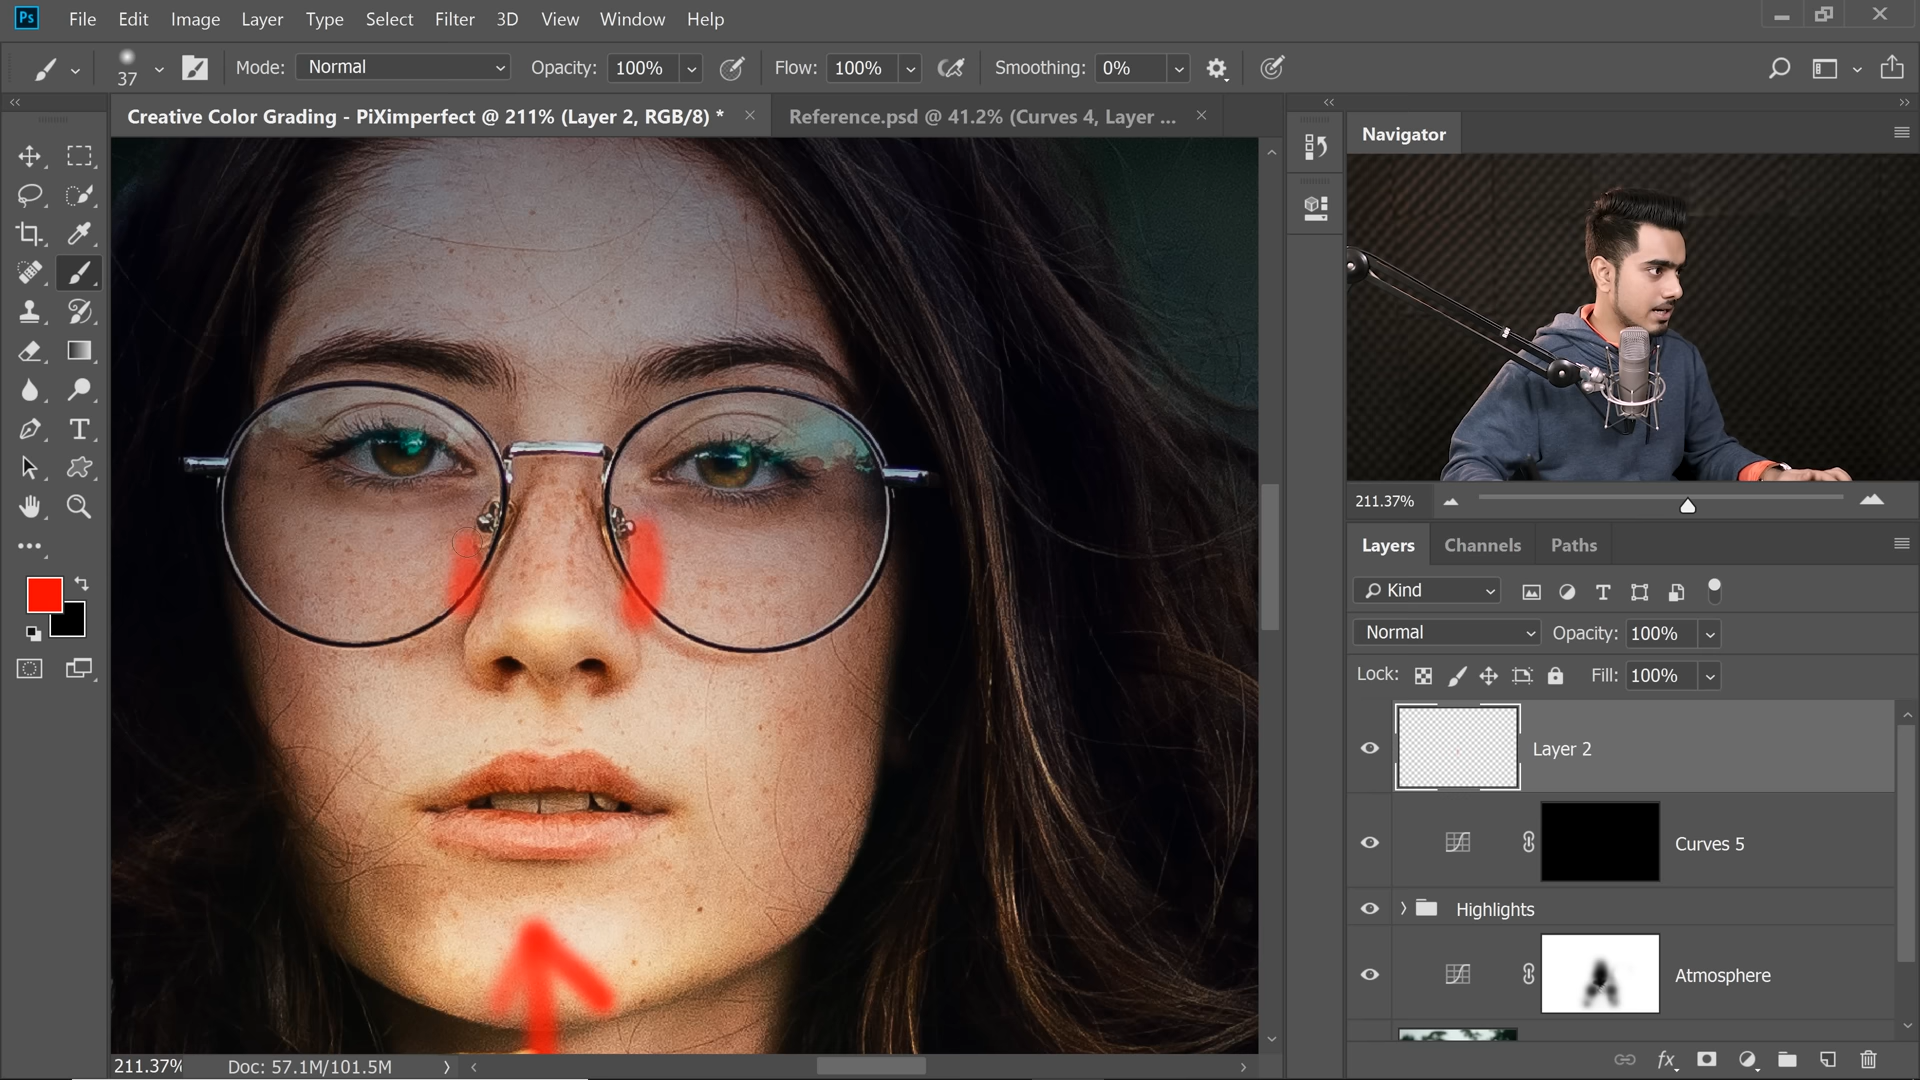 Ps File Edit Image Layer Type Select Filter 3D View Window Help
37 Mode: Normal Opacity: 100% Flow: 100% Smoothing: 0%
Creative Color Grading - PiXimperfect @ 211% (Layer 2, RGB/8) *
Reference.psd @ 41.2% (Curves 4, Layer ...
Navigator
211.37%
Layers Channels Paths
Kind
Normal Opacity: 100%
Lock: Fill: 100%
Layer 2
Curves 5
Highlights
Atmosphere
211.37% Doc: 57.1M/101.5M